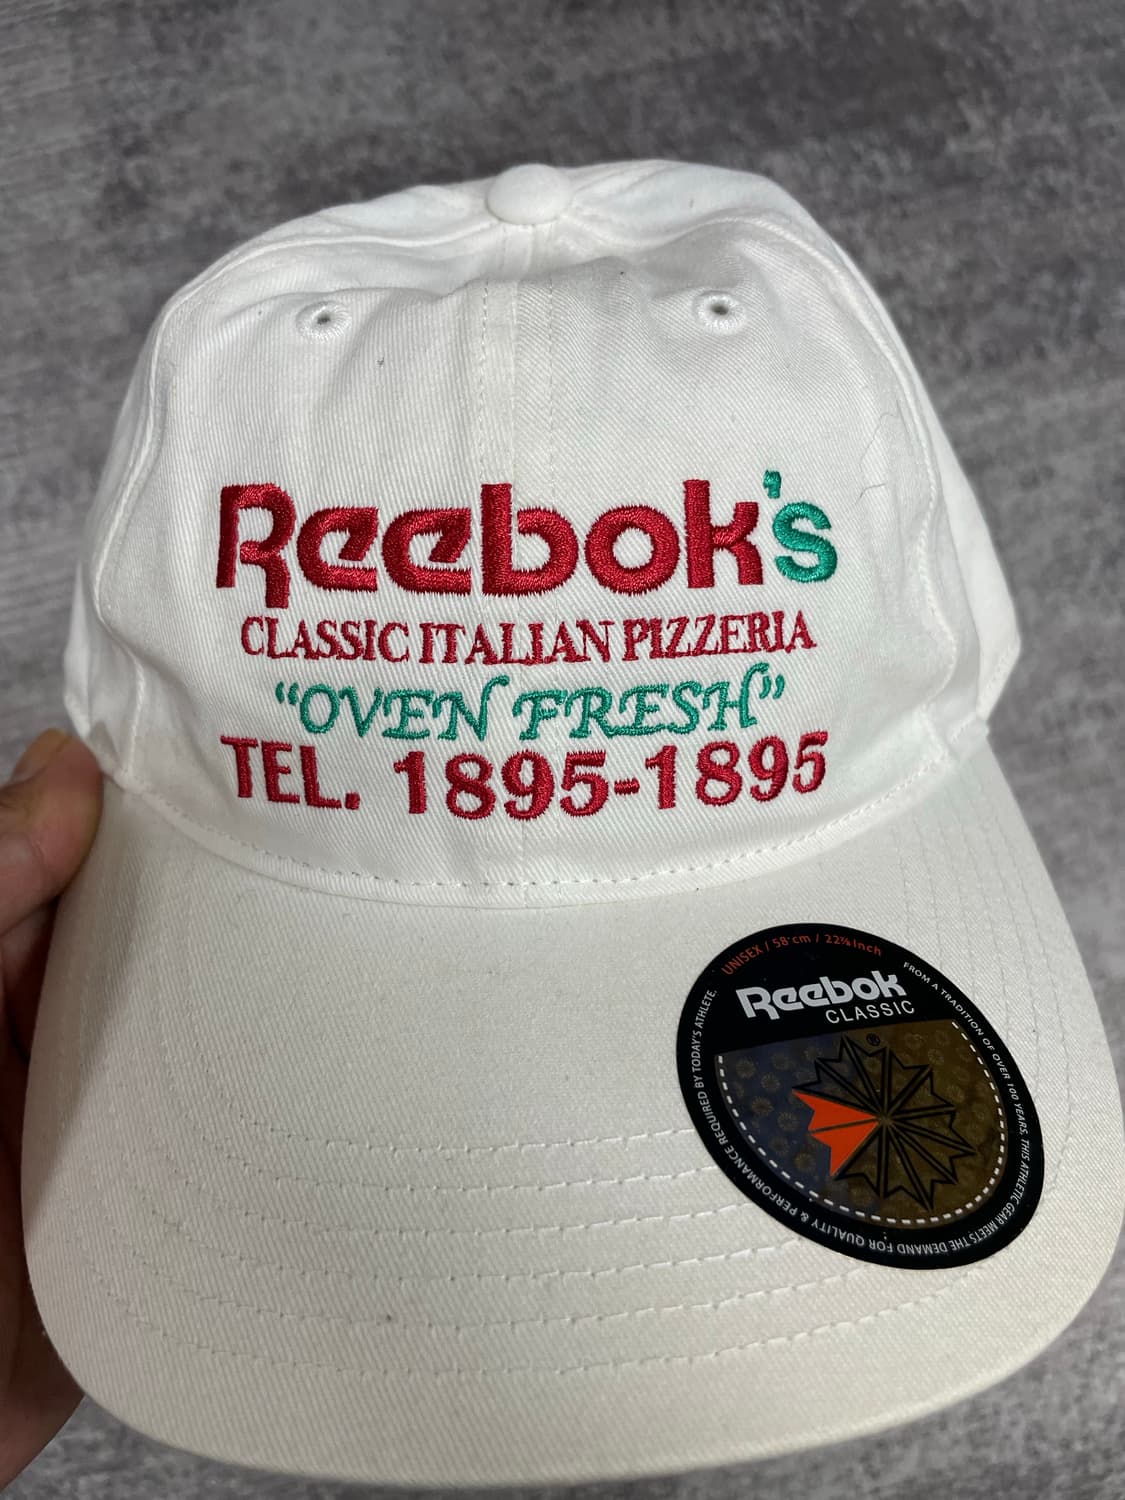 Reebok's
CLASSIC ITALIAN PIZZERIA
“OVEN FRESH”
TEL. 1895-1895
UNISEX / 58 cm / 22⅞ Inch
Reebok
CLASSIC
®
FROM A TRADITION OF OVER 100 YEARS, THIS ATHLETIC GEAR MEETS THE DEMAND FOR QUALITY & PERFORMANCE REQUIRED BY TODAY'S ATHLETE.